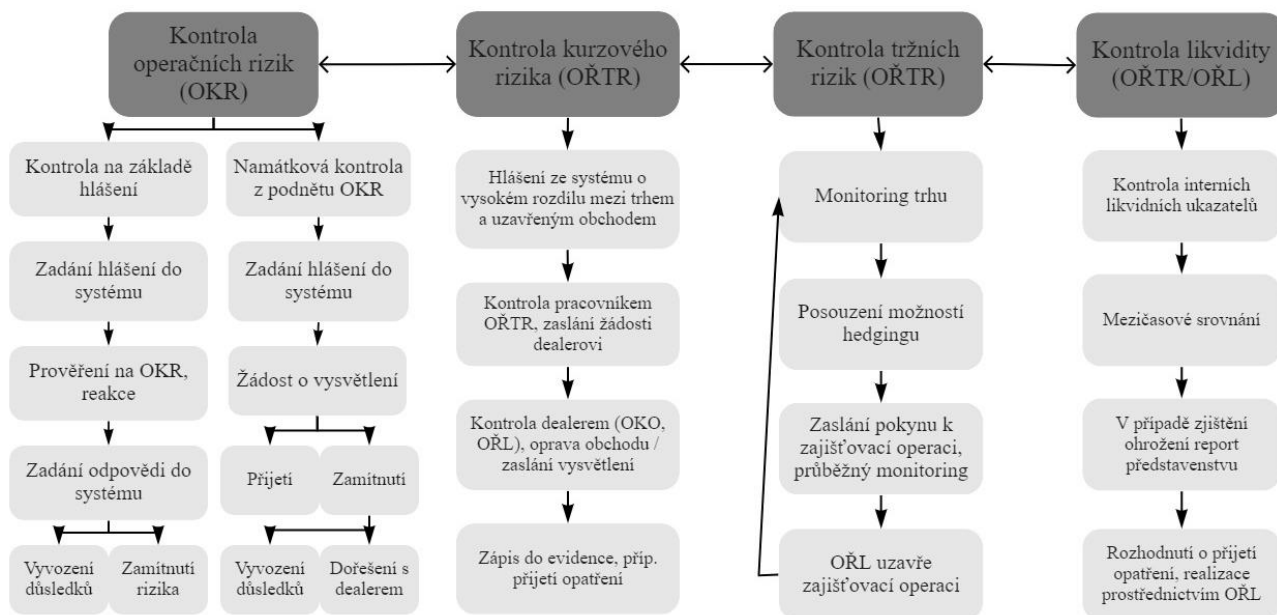 Kontrola
operačních rizik
(OKR)
Kontrola kurzového
rizika (OŘTR)
Kontrola tržních
rizik (OŘTR)
Kontrola likvidity
(OŘTR/OŘL)
Kontrola na základě
hlášení
Zadání hlášení do
systému
Prověření na OKR,
reakce
Zadání odpovědi do
systému
Vyvození
důsledků
Zamítnutí
rizika
Namátková kontrola
z podnětu OKR
Zadání hlášení do
systému
Žádost o vysvětlení
Přijetí
Zamítnutí
Vyvození
důsledků
Dořešení s
dealerem
Hlášení ze systému o
vysokém rozdílu mezi trhem
a uzavřeným obchodem
Kontrola pracovníkem
OŘTR, zaslání žádosti
dealerovi
Kontrola dealerem (OKO,
OŘL), oprava obchodu /
zaslání vysvětlení
Zápis do evidence, příp.
přijetí opatření
Monitoring trhu
Posouzení možností
hedgingu
Zaslání pokynu k
zajišťovací operaci,
průběžný monitoring
OŘL uzavře
zajišťovací operaci
Kontrola interních
likvidních ukazatelů
Mezičasové srovnání
V případě zjištění
ohrožení report
představenstvu
Rozhodnutí o přijetí
opatření, realizace
prostřednictvím OŘL